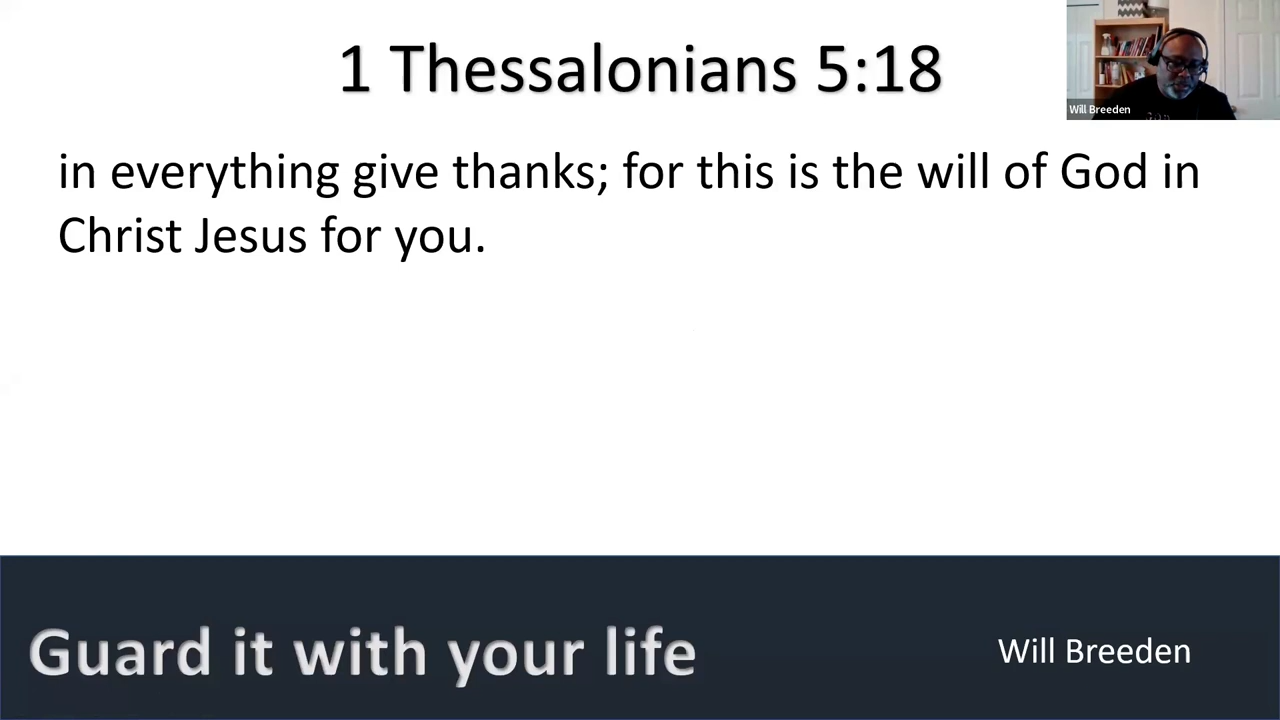 1 Thessalonians 5:18
Will Breeden
in everything give thanks; for this is the will of God in
Christ Jesus for you.
Guard it with your life
Will Breeden